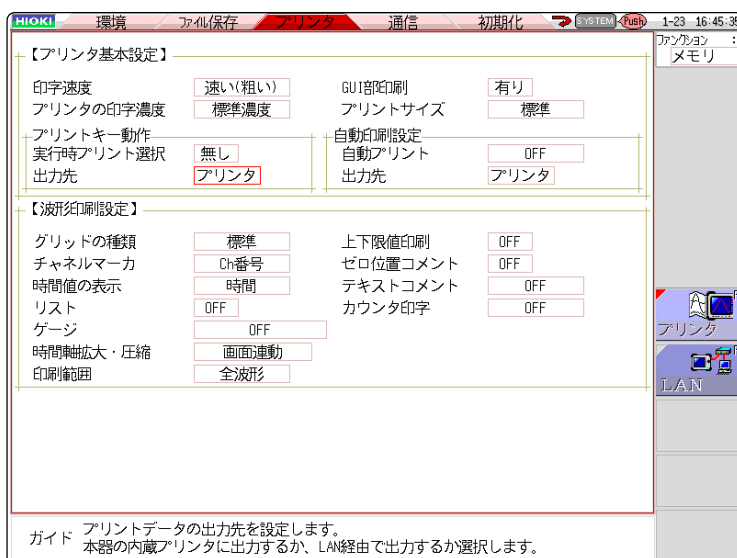 HIOKI 環境 ファイル保存 プリンタ 通信 初期化 SYSTEM Push 1-23 16:45:35
ファンクション :
メモリ
【プリンタ基本設定】
印字速度 速い(粗い) GUI部印刷 有り
プリンタの印字濃度 標準濃度 プリントサイズ 標準
プリントキー動作 自動印刷設定
実行時プリント選択 無し 自動プリント OFF
出力先 プリンタ 出力先 プリンタ
【波形印刷設定】
グリッドの種類 標準 上下限値印刷 OFF
チャネルマーカ Ch番号 ゼロ位置コメント OFF
時間値の表示 時間 テキストコメント OFF
リスト OFF カウンタ印字 OFF
ゲージ OFF
時間軸拡大・圧縮 画面連動
印刷範囲 全波形
プリンタ
LAN
ガイド プリントデータの出力先を設定します。
本器の内蔵プリンタに出力するか、LAN経由で出力するか選択します。